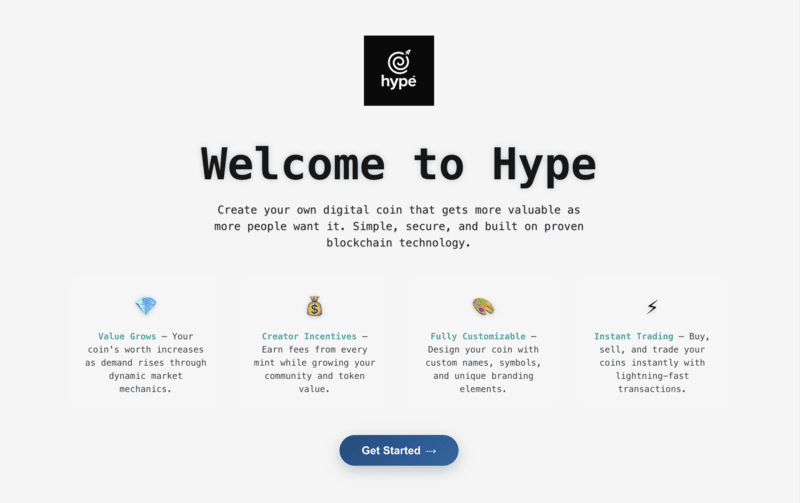 hype
Welcome to Hype
Create your own digital coin that gets more valuable as
more people want it. Simple, secure, and built on proven
blockchain technology.
Value Grows — Your
coin's worth increases
as demand rises through
dynamic market
mechanics.
Creator Incentives —
Earn fees from every
mint while growing your
community and token
value.
Fully Customizable —
Design your coin with
custom names, symbols,
and unique branding
elements.
Instant Trading — Buy,
sell, and trade your
coins instantly with
lightning-fast
transactions.
Get Started →